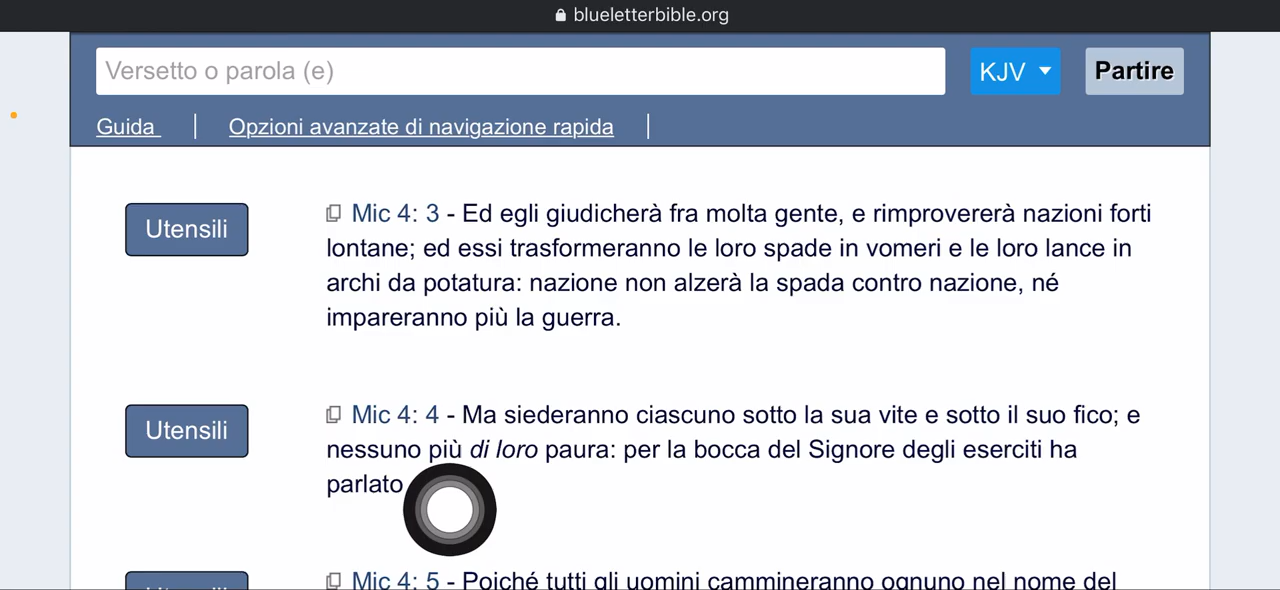 blueletterbible.org
Versetto o parola (e)
KJV
Partire
Guida
Opzioni avanzate di navigazione rapida
Utensili
Mic 4: 3 - Ed egli giudicherà fra molta gente, e rimprovererà nazioni forti
lontane; ed essi trasformeranno le loro spade in vomeri e le loro lance in
archi da potatura: nazione non alzerà la spada contro nazione, né
impareranno più la guerra.
Utensili
Mic 4: 4 - Ma siederanno ciascuno sotto la sua vite e sotto il suo fico; e
nessuno più di loro paura: per la bocca del Signore degli eserciti ha
parlato
Mic 4: 5 - Poiché tutti gli uomini cammineranno ognuno nel nome del